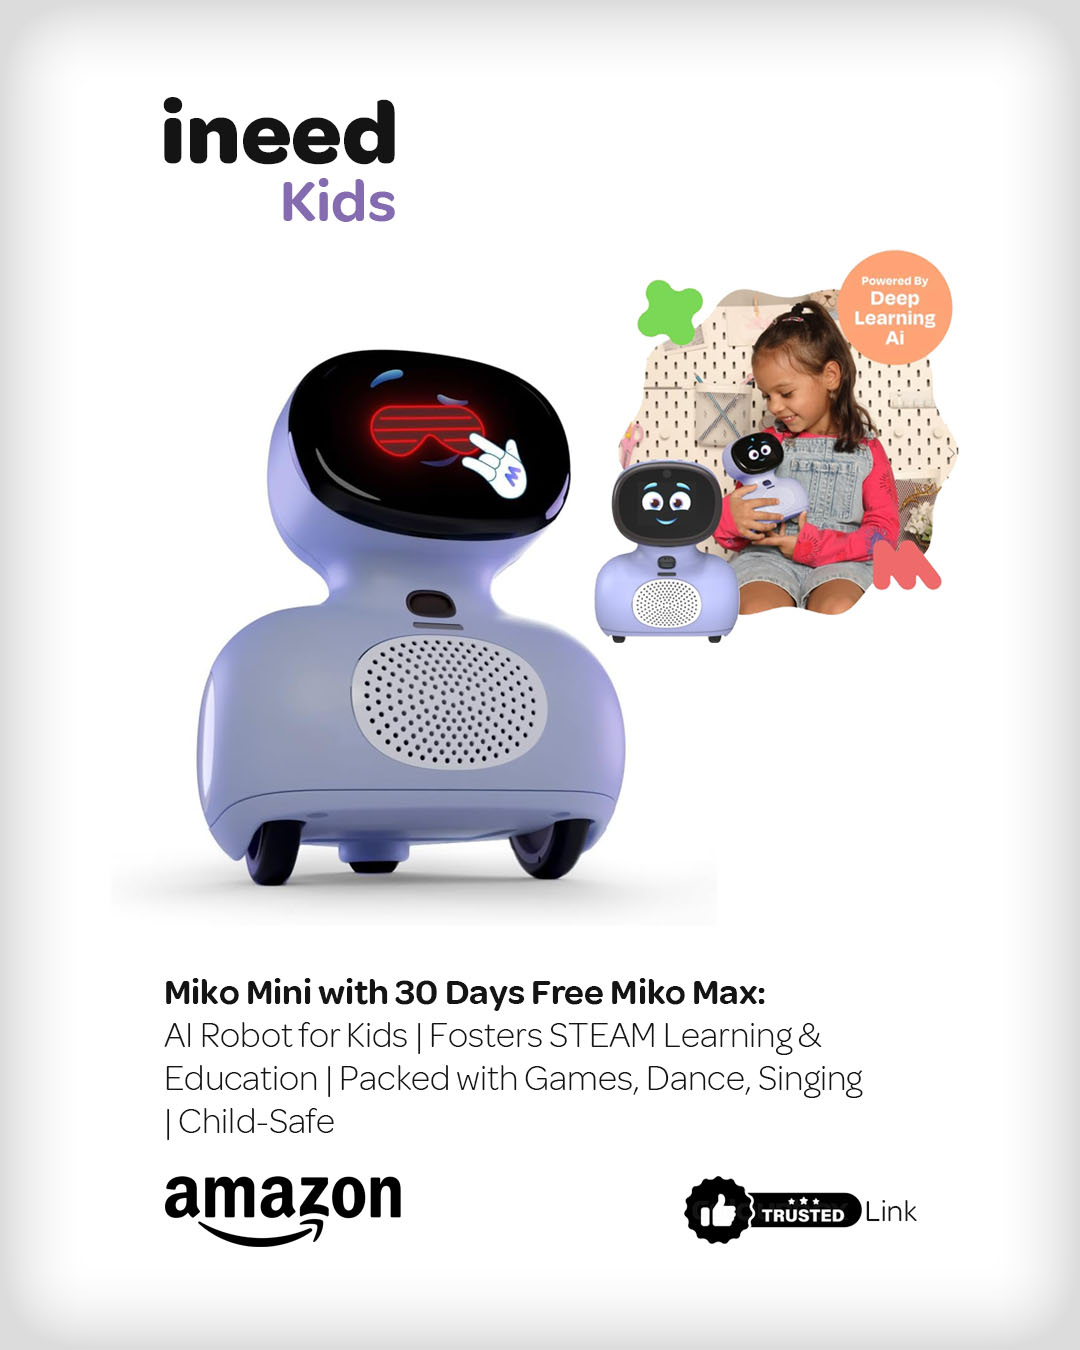 ineed
Kids
Powered By
Deep
Learning
Ai
Miko Mini with 30 Days Free Miko Max:
AI Robot for Kids | Fosters STEAM Learning &
Education | Packed with Games, Dance, Singing
| Child-Safe
amazon
TRUSTED Link